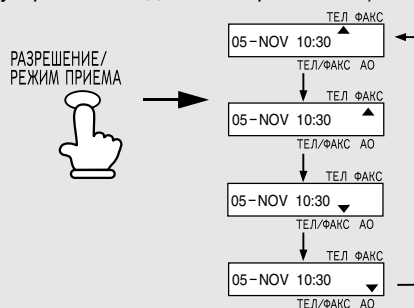 ТЕЛ ФАКС
05-NOV 10:30
ТЕЛ/ФАКС АО
РАЗРЕШЕНИЕ/
РЕЖИМ ПРИЕМА
ТЕЛ ФАКС
05-NOV 10:30
ТЕЛ/ФАКС АО
ТЕЛ ФАКС
05-NOV 10:30
ТЕЛ/ФАКС АО
ТЕЛ ФАКС
05-NOV 10:30
ТЕЛ/ФАКС АО